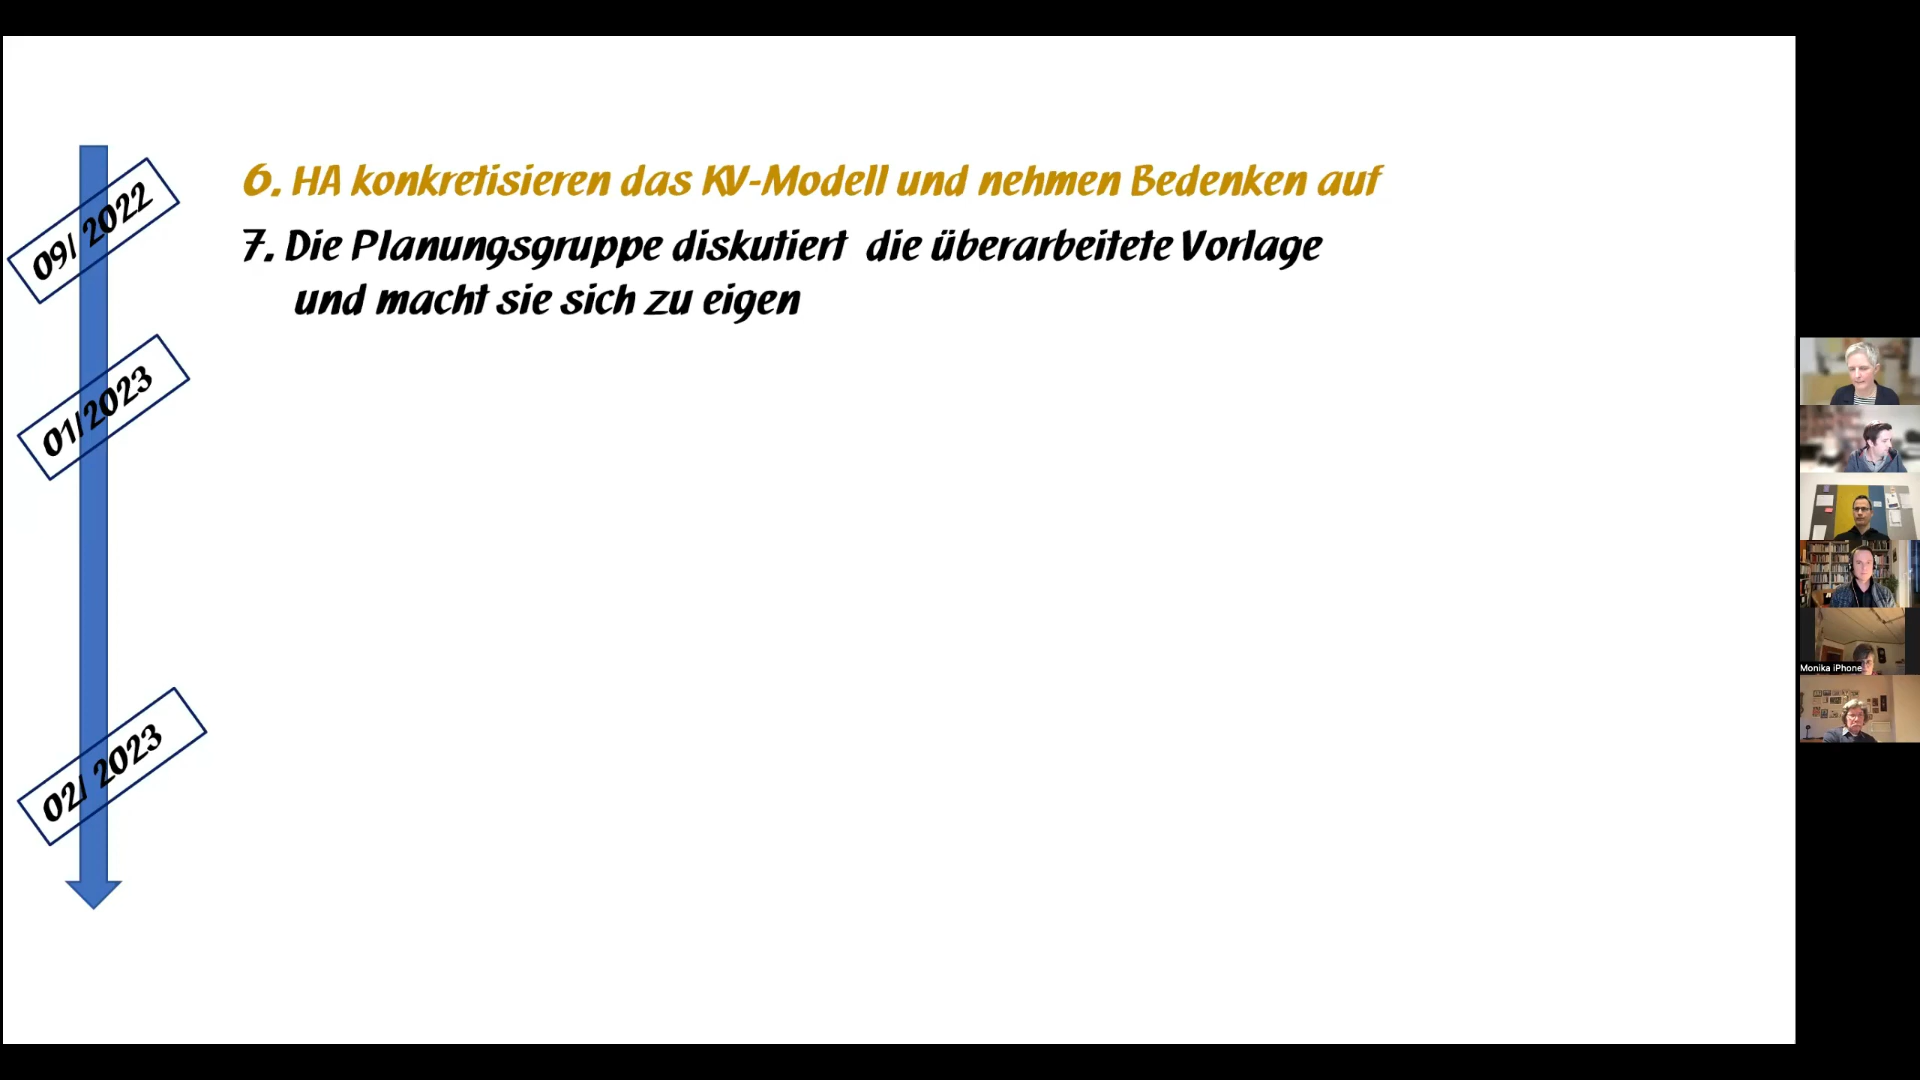 09/ 2022
6. HA konkretisieren das KV-Modell und nehmen Bedenken auf
7. Die Planungsgruppe diskutiert die überarbeitete Vorlage
und macht sie sich zu eigen
01/2023
02/ 2023
Monika iPhone